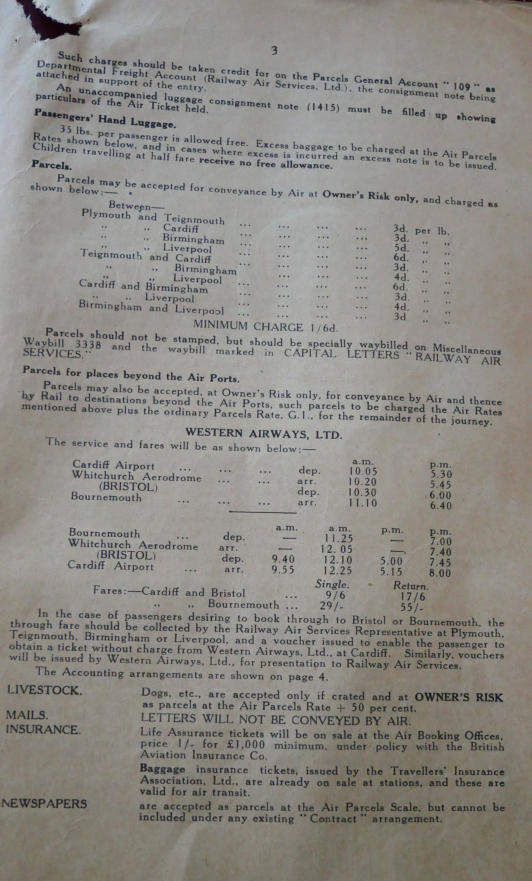 3
Such charges should be taken credit for on the Parcels General Account "109" as
Departmental Freight Account (Railway Air Services, Ltd.), the consignment note being
attached in support of the entry.
An unaccompanied luggage consignment note (1415) must be filled up showing
particulars of the Air Ticket held.
Passengers' Hand Luggage.
35 lbs. per passenger is allowed free. Excess baggage to be charged at the Air Parcels
Rates shown below, and in cases where excess is incurred an excess note is to be issued.
Children travelling at half fare receive no free allowance.
Parcels.
Parcels may be accepted for conveyance by Air at Owner's Risk only, and charged as
shown below:—
Between—
Plymouth and Teignmouth ... ... ... 3d. per lb.
" " Cardiff ... ... ... ... 3d. " "
" " Birmingham ... ... ... 5d. " "
" " Liverpool ... ... ... 6d. " "
Teignmouth and Cardiff ... ... ... 3d. " "
" " Birmingham ... ... ... 4d. " "
" " Liverpool ... ... ... 6d. " "
Cardiff and Birmingham ... ... ... 3d. " "
" " Liverpool ... ... ... 4d. " "
Birmingham and Liverpool ... ... ... 3d " "
MINIMUM CHARGE 1/6d.
Parcels should not be stamped, but should be specially waybilled on Miscellaneous
Waybill 3338 and the waybill marked in CAPITAL LETTERS "RAILWAY AIR
SERVICES."
Parcels for places beyond the Air Ports.
Parcels may also be accepted, at Owner's Risk only, for conveyance by Air and thence
by Rail to destinations beyond the Air Ports, such parcels to be charged the Air Rates
mentioned above plus the ordinary Parcels Rate, G.1., for the remainder of the journey.
WESTERN AIRWAYS, LTD.
The service and fares will be as shown below:—
a.m. p.m.
Cardiff Airport ... ... ... dep. 10.05 5.30
Whitchurch Aerodrome ... ... arr. 10.20 5.45
(BRISTOL) dep. 10.30 6.00
Bournemouth ... ... ... arr. 11.10 6.40
a.m. a.m. p.m. p.m.
Bournemouth dep. — 11.25 — 7.00
Whitchurch Aerodrome arr. — 12.05 — 7.40
(BRISTOL) dep. 9.40 12.10 5.00 7.45
Cardiff Airport ... arr. 9.55 12.25 5.15 8.00
Single. Return.
Fares:—Cardiff and Bristol ... 9/6 17/6
" " Bournemouth ... 29/- 55/-
In the case of passengers desiring to book through to Bristol or Bournemouth, the
through fare should be collected by the Railway Air Services Representative at Plymouth,
Teignmouth, Birmingham or Liverpool, and a voucher issued to enable the passenger to
obtain a ticket without charge from Western Airways, Ltd., at Cardiff. Similarly, vouchers
will be issued by Western Airways, Ltd., for presentation to Railway Air Services.
The Accounting arrangements are shown on page 4.
LIVESTOCK. Dogs, etc., are accepted only if crated and at OWNER'S RISK
as parcels at the Air Parcels Rate + 50 per cent.
MAILS. LETTERS WILL NOT BE CONVEYED BY AIR.
INSURANCE. Life Assurance tickets will be on sale at the Air Booking Offices,
price 1/- for £1,000 minimum, under policy with the British
Aviation Insurance Co.
Baggage insurance tickets, issued by the Travellers' Insurance
Association, Ltd., are already on sale at stations, and these are
valid for air transit.
NEWSPAPERS are accepted as parcels at the Air Parcels Scale, but cannot be
included under any existing "Contract" arrangement.